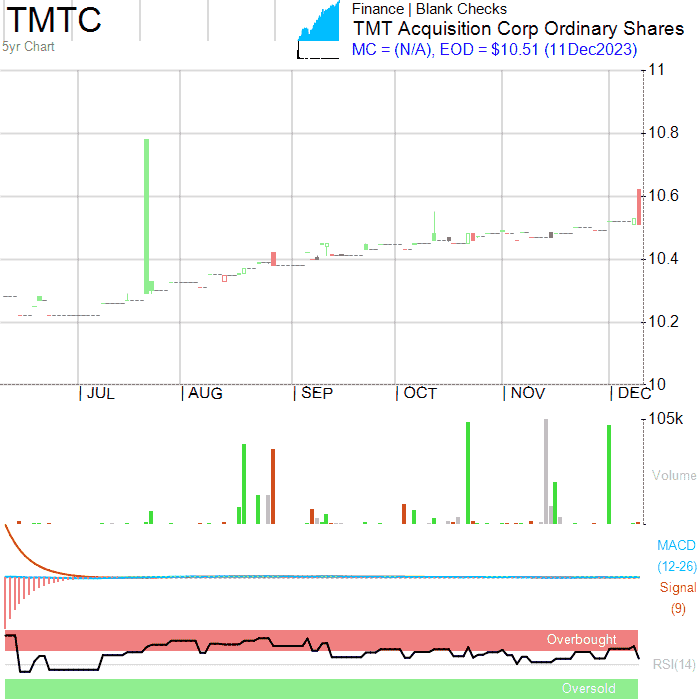 TMTC
5yr Chart
Finance | Blank Checks
TMT Acquisition Corp Ordinary Shares
MC = (N/A), EOD = $10.51 (11Dec2023)
11
10.8
10.6
10.4
10.2
10
| JUL | AUG | SEP | OCT | NOV | DEC
105k
Volume
MACD
(12-26)
Signal
(9)
Overbought
RSI(14)
Oversold